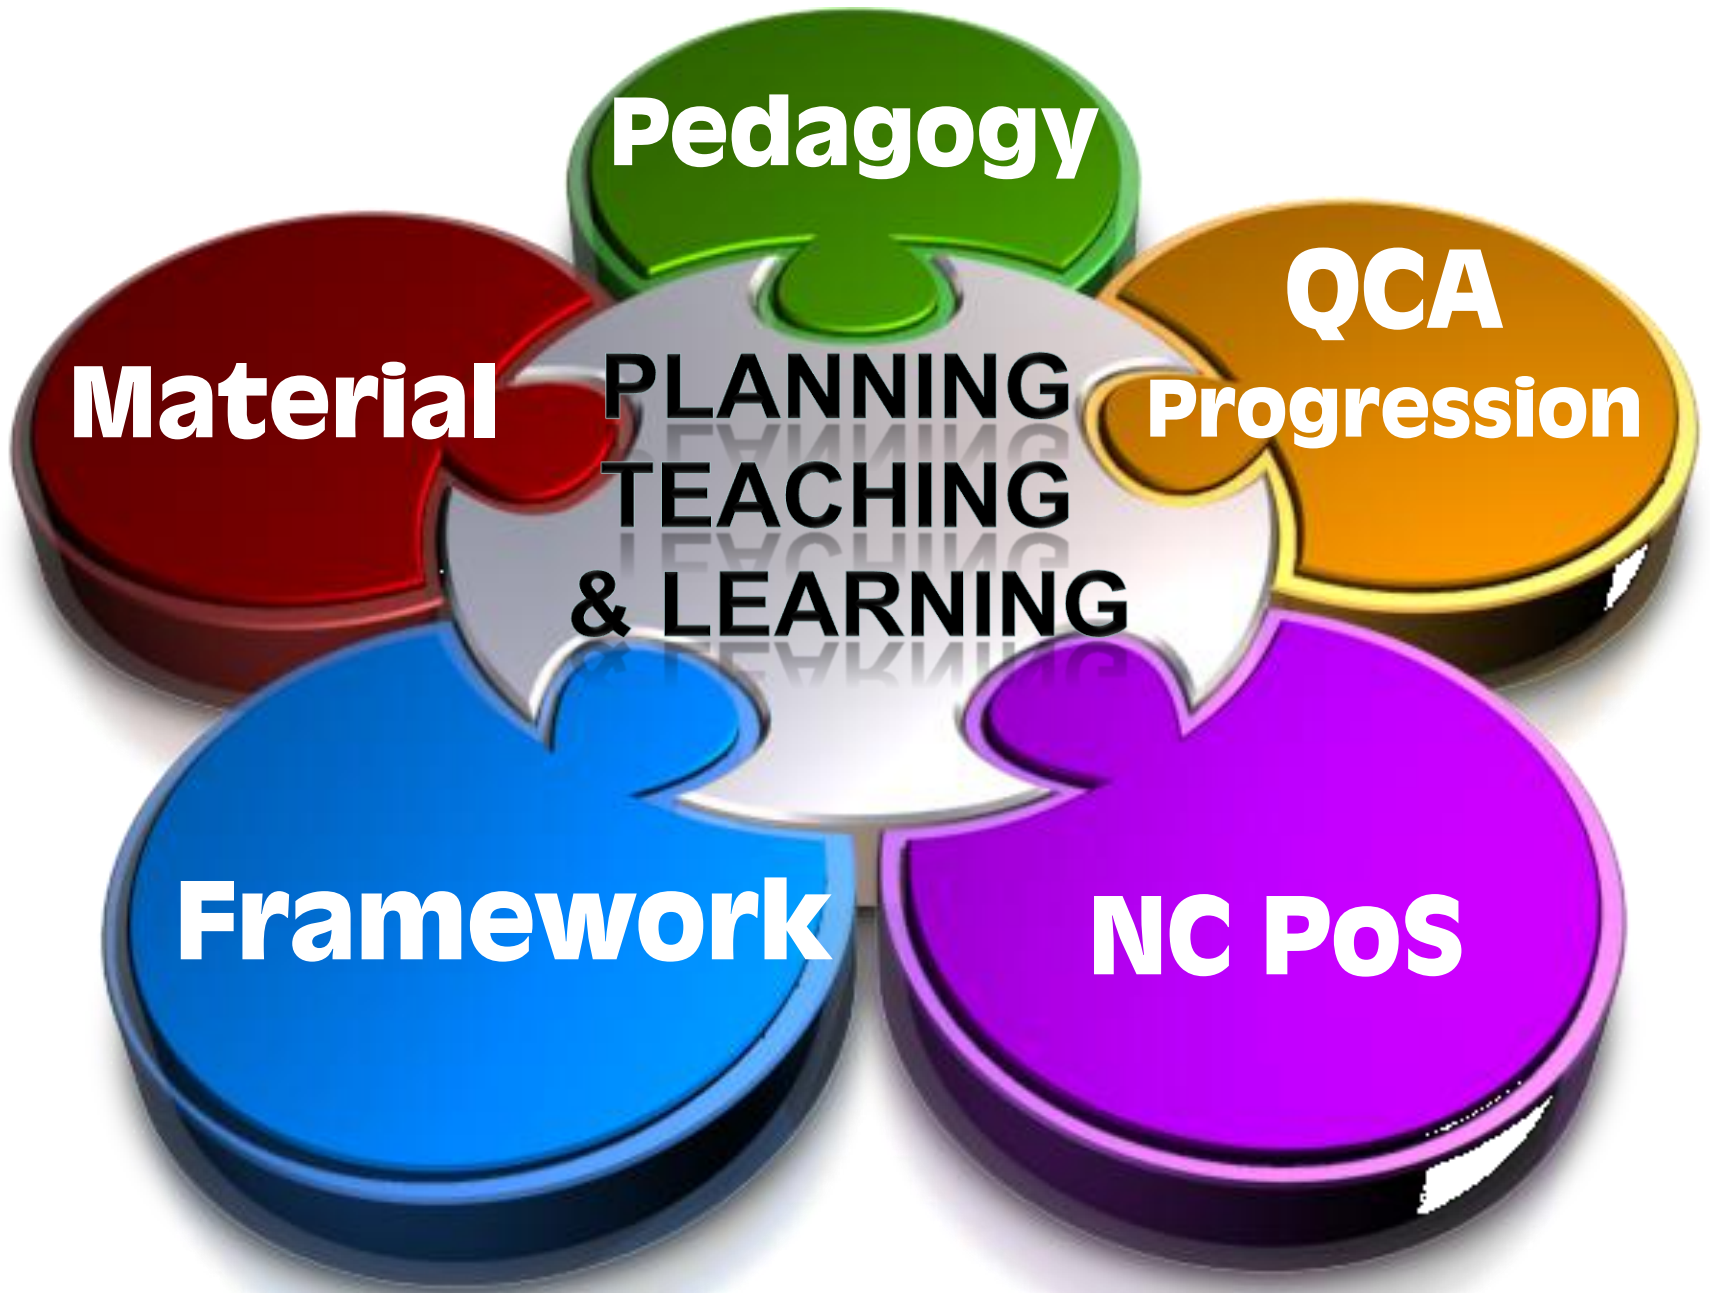 Pedagogy
QCA
Progression
Material
PLANNING
TEACHING
& LEARNING
Framework
NC PoS